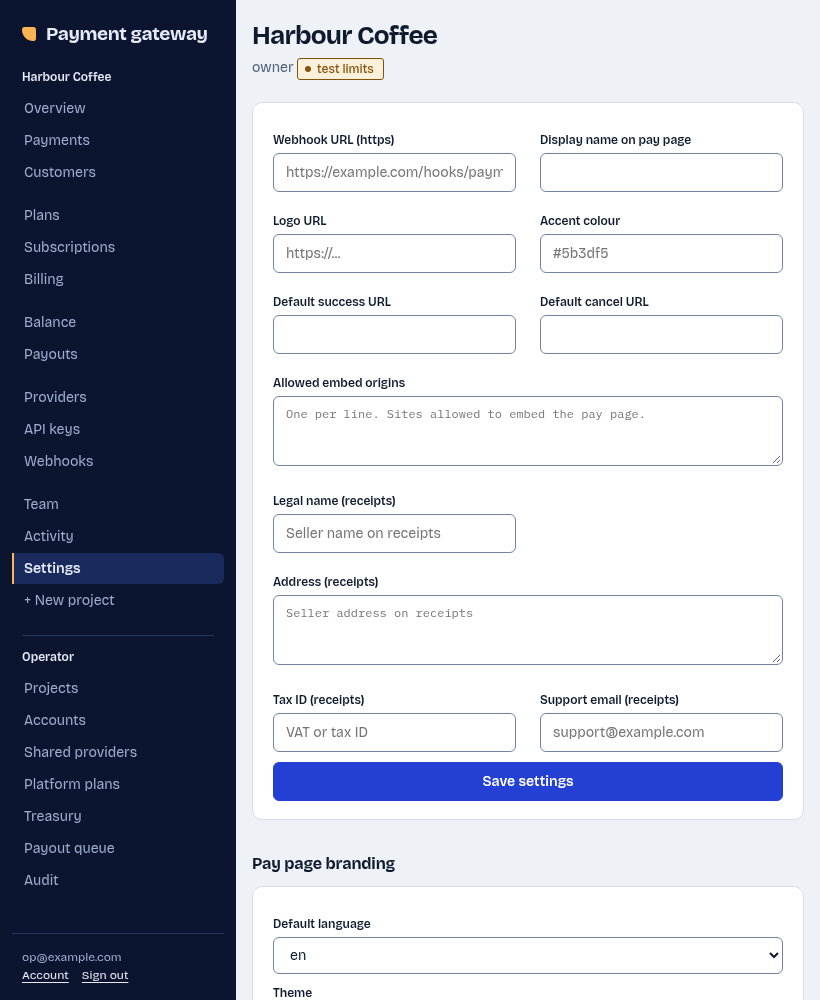 Payment gateway
Harbour Coffee
Overview
Payments
Customers
Plans
Subscriptions
Billing
Balance
Payouts
Providers
API keys
Webhooks
Team
Activity
Settings
+ New project
Operator
Projects
Accounts
Shared providers
Platform plans
Treasury
Payout queue
Audit
op@example.com
Account Sign out
Harbour Coffee
owner test limits
Webhook URL (https) Display name on pay page
https://example.com/hooks/paym
Logo URL Accent colour
https://... #5b3df5
Default success URL Default cancel URL
Allowed embed origins
One per line. Sites allowed to embed the pay page.
Legal name (receipts)
Seller name on receipts
Address (receipts)
Seller address on receipts
Tax ID (receipts) Support email (receipts)
VAT or tax ID support@example.com
Save settings
Pay page branding
Default language
en
Theme